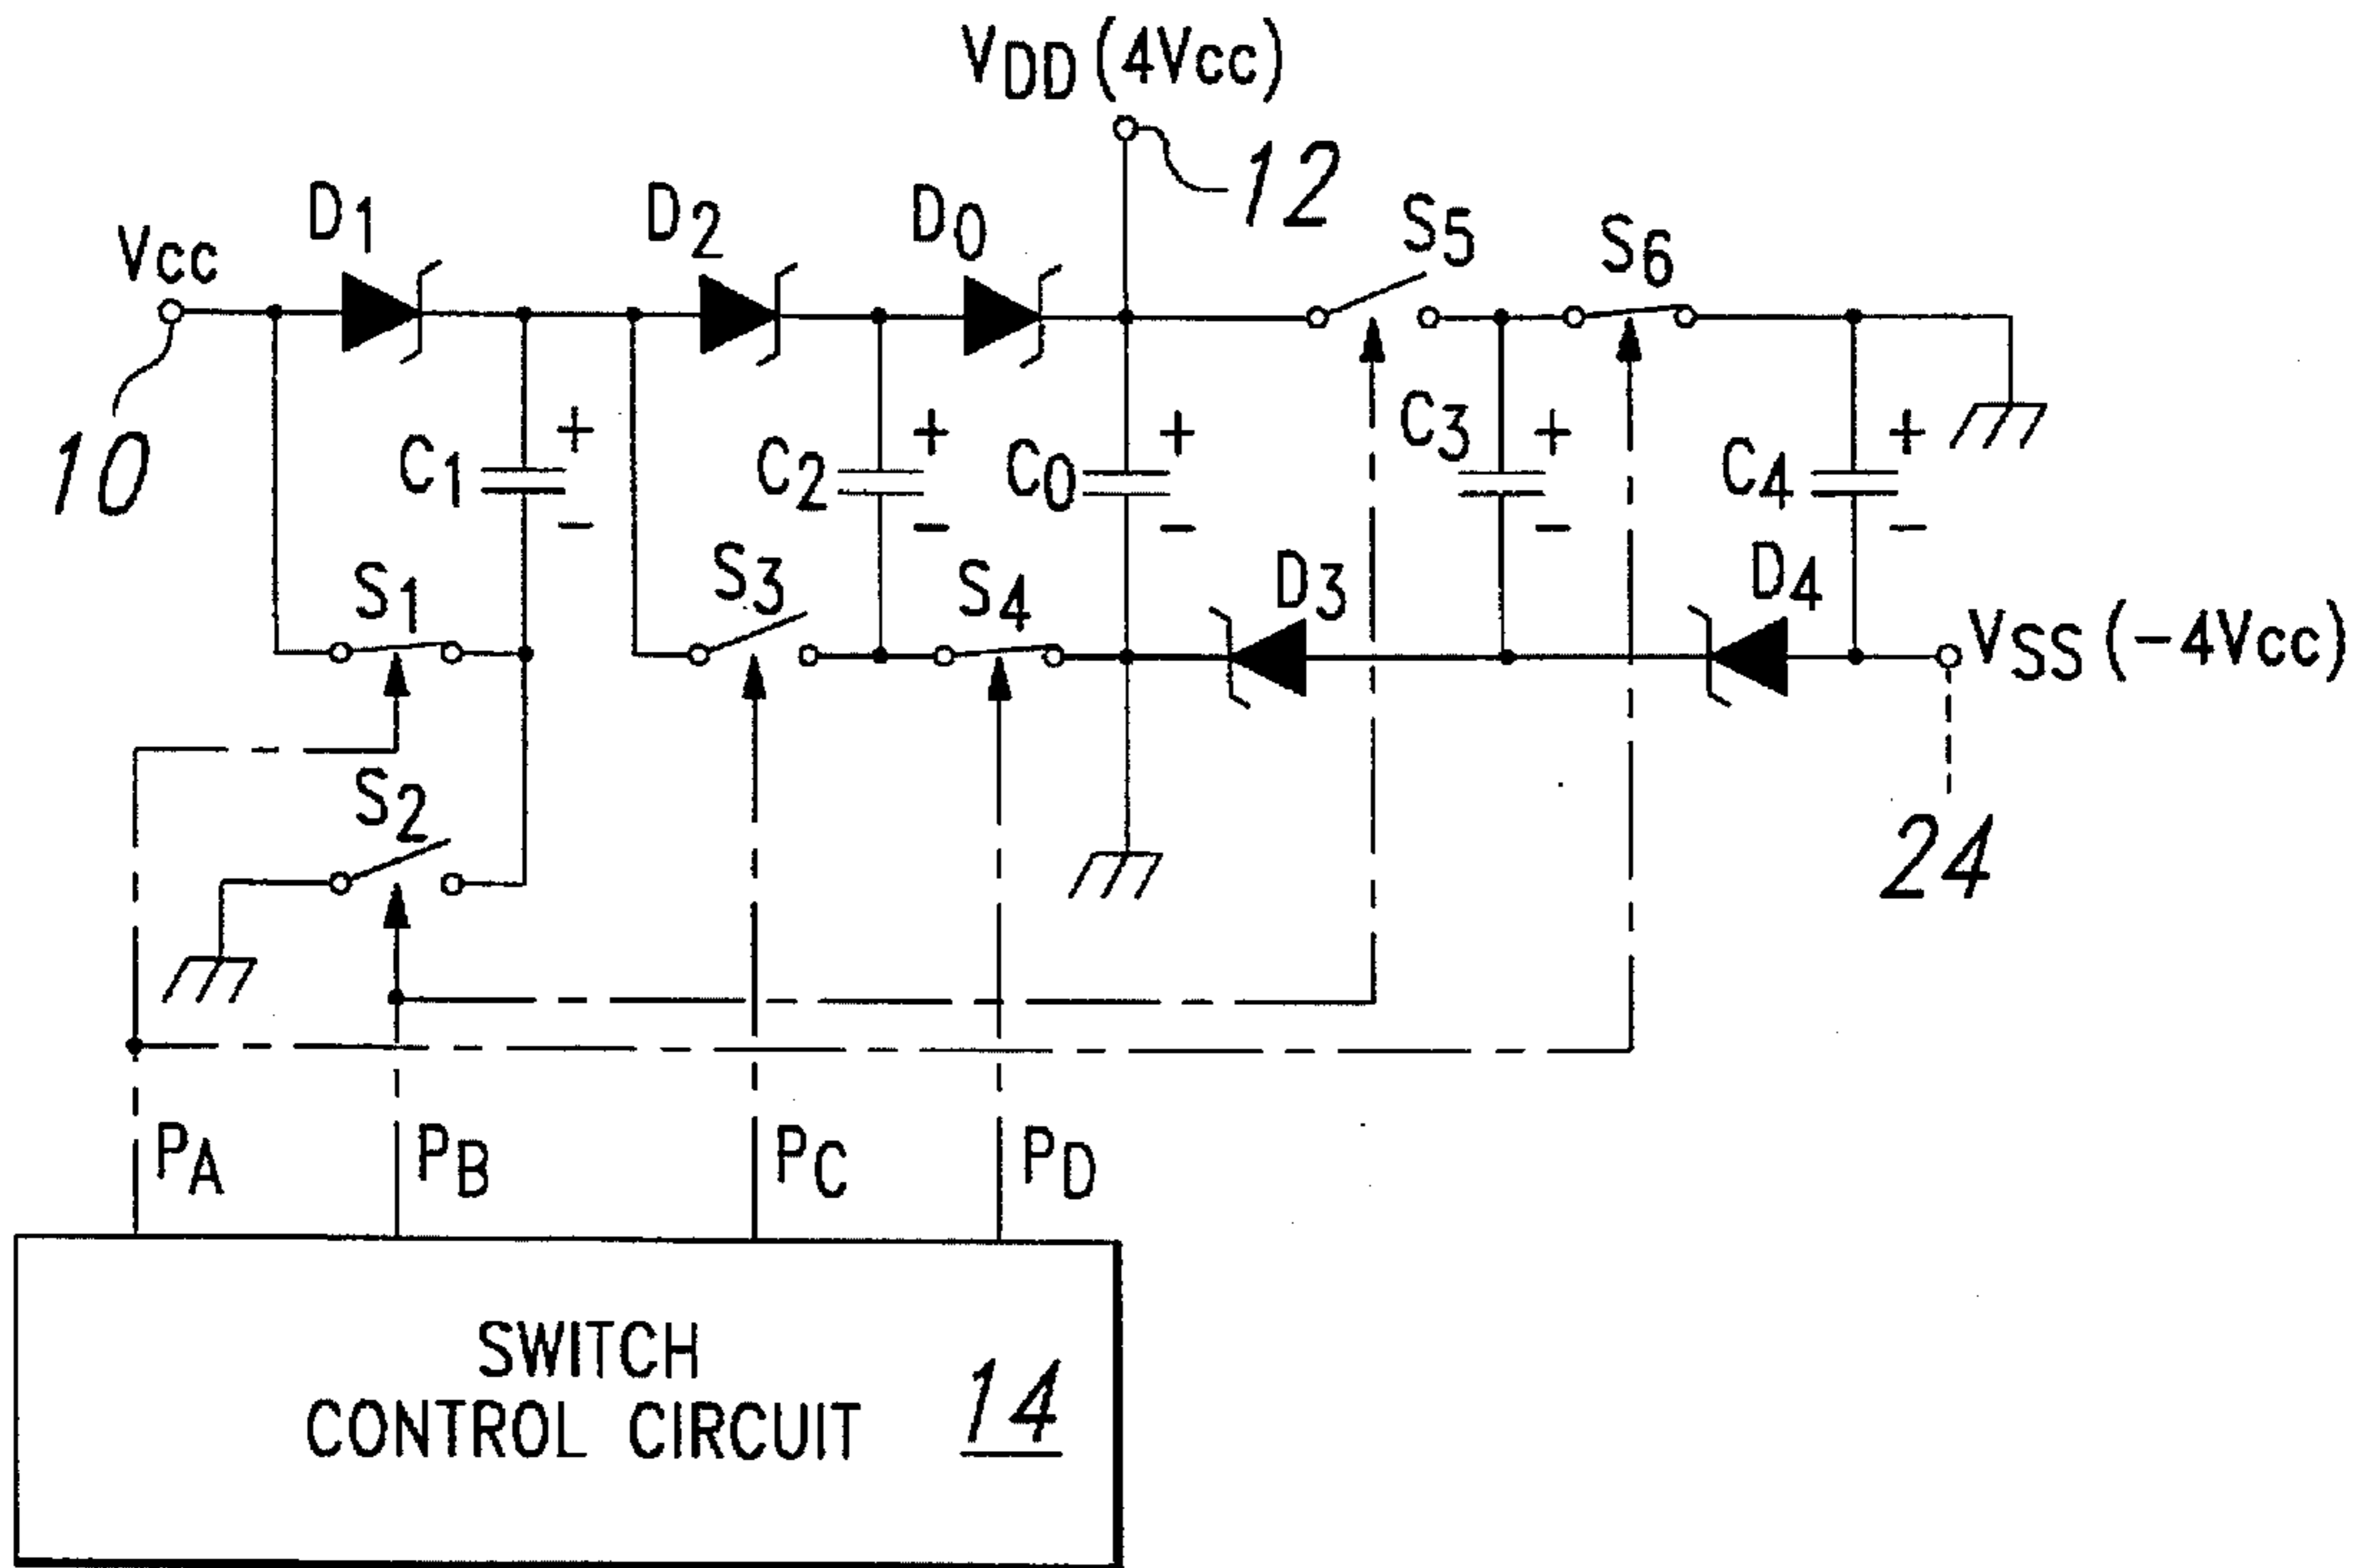 VDD (4Vcc)
12
Vcc
D1
D2
D0
S5
S6
10
C1
+
-
C2
+
-
C0
+
-
C3
+
-
C4
+
-
S1
S3
S4
D3
D4
VSS (-4Vcc)
S2
24
PA
PB
PC
PD
SWITCH
CONTROL CIRCUIT
14